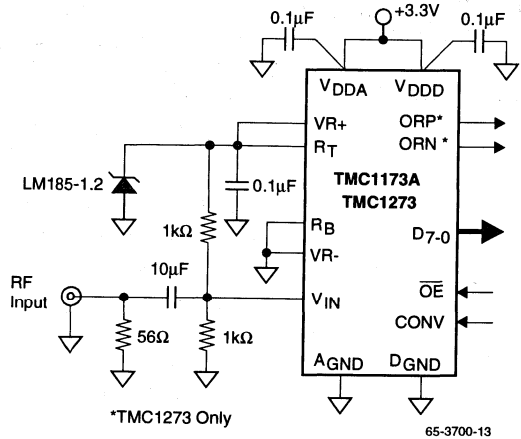 +3.3V
0.1µF
0.1µF
VDDA VDDD
VR+
RT
ORP*
ORN *
LM185-1.2
0.1µF
TMC1173A
TMC1273
1kΩ
RB
VR-
D7-0
10µF
RF
Input
VIN
OE
CONV
56Ω
1kΩ
AGND DGND
*TMC1273 Only
65-3700-13